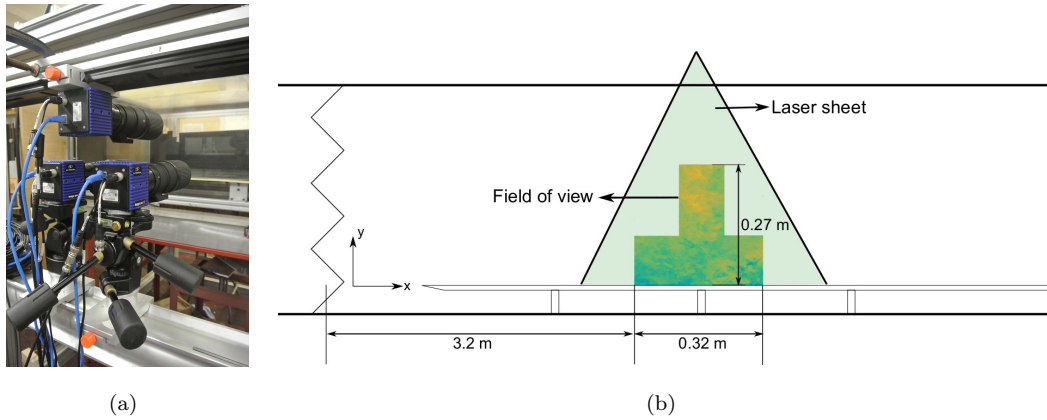 Laser sheet
Field of view
0.27 m
y
x
3.2 m
0.32 m
(a)
(b)